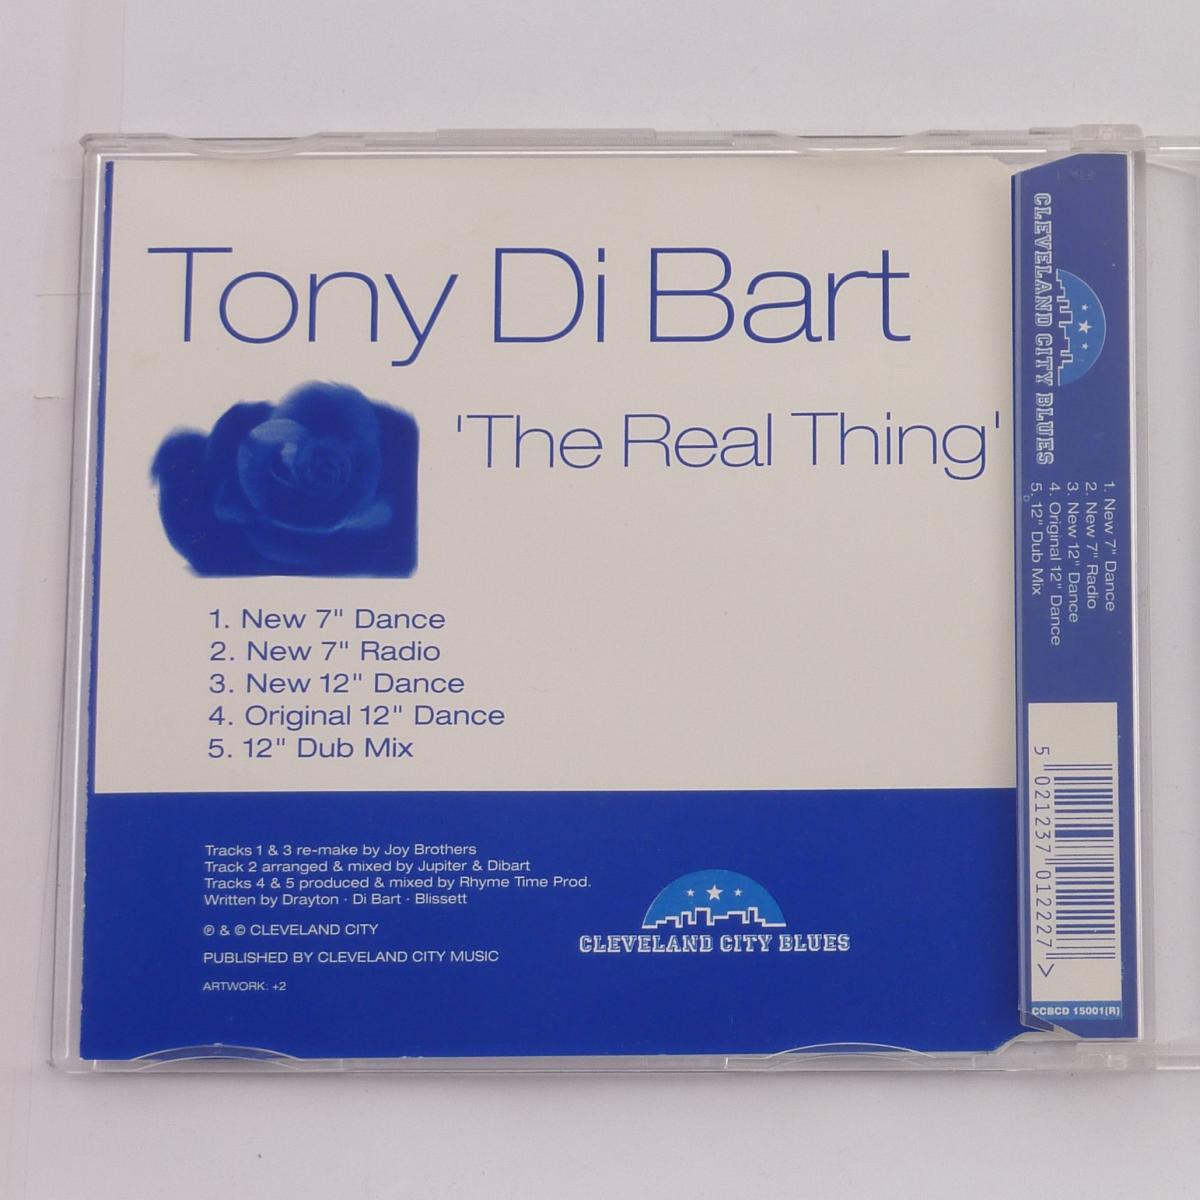 Tony Di Bart
'The Real Thing'
1. New 7" Dance
2. New 7" Radio
3. New 12" Dance
4. Original 12" Dance
5. 12" Dub Mix
Tracks 1 & 3 re-make by Joy Brothers
Track 2 arranged & mixed by Jupiter & Dibart
Tracks 4 & 5 produced & mixed by Rhyme Time Prod.
Written by Drayton · Di Bart · Blissett
℗ & © CLEVELAND CITY
PUBLISHED BY CLEVELAND CITY MUSIC
ARTWORK: +2
CLEVELAND CITY BLUES
CLEVELAND CITY BLUES
1. New 7" Dance
2. New 7" Radio
3. New 12" Dance
4. Original 12" Dance
5. 12" Dub Mix
5 021237 012227 >
CCBCD 15001(R)